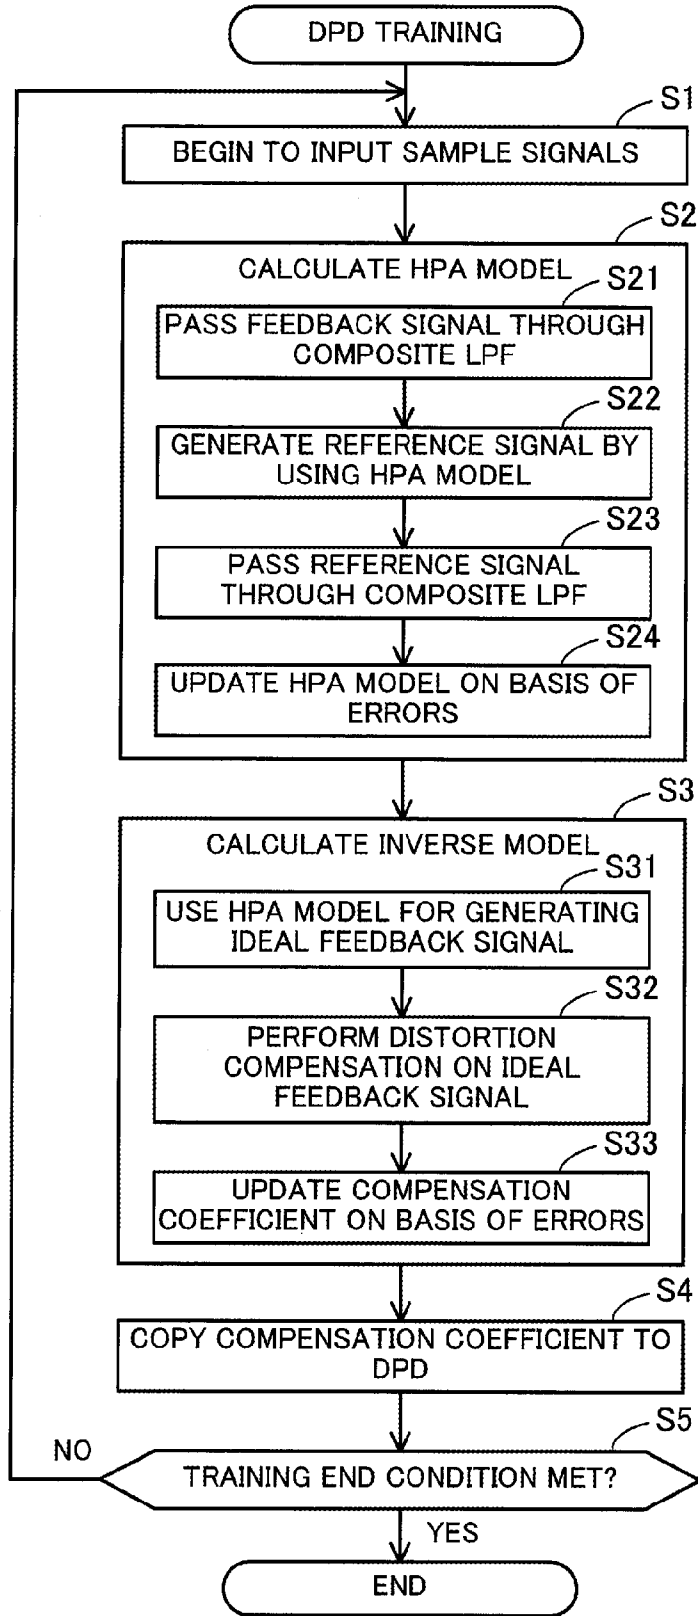 DPD TRAINING
S1
BEGIN TO INPUT SAMPLE SIGNALS
S2
CALCULATE HPA MODEL
S21
PASS FEEDBACK SIGNAL THROUGH
COMPOSITE LPF
S22
GENERATE REFERENCE SIGNAL BY
USING HPA MODEL
S23
PASS REFERENCE SIGNAL
THROUGH COMPOSITE LPF
S24
UPDATE HPA MODEL ON BASIS OF
ERRORS
S3
CALCULATE INVERSE MODEL
S31
USE HPA MODEL FOR GENERATING
IDEAL FEEDBACK SIGNAL
S32
PERFORM DISTORTION
COMPENSATION ON IDEAL
FEEDBACK SIGNAL
S33
UPDATE COMPENSATION
COEFFICIENT ON BASIS OF ERRORS
S4
COPY COMPENSATION COEFFICIENT TO
DPD
S5
NO
TRAINING END CONDITION MET?
YES
END